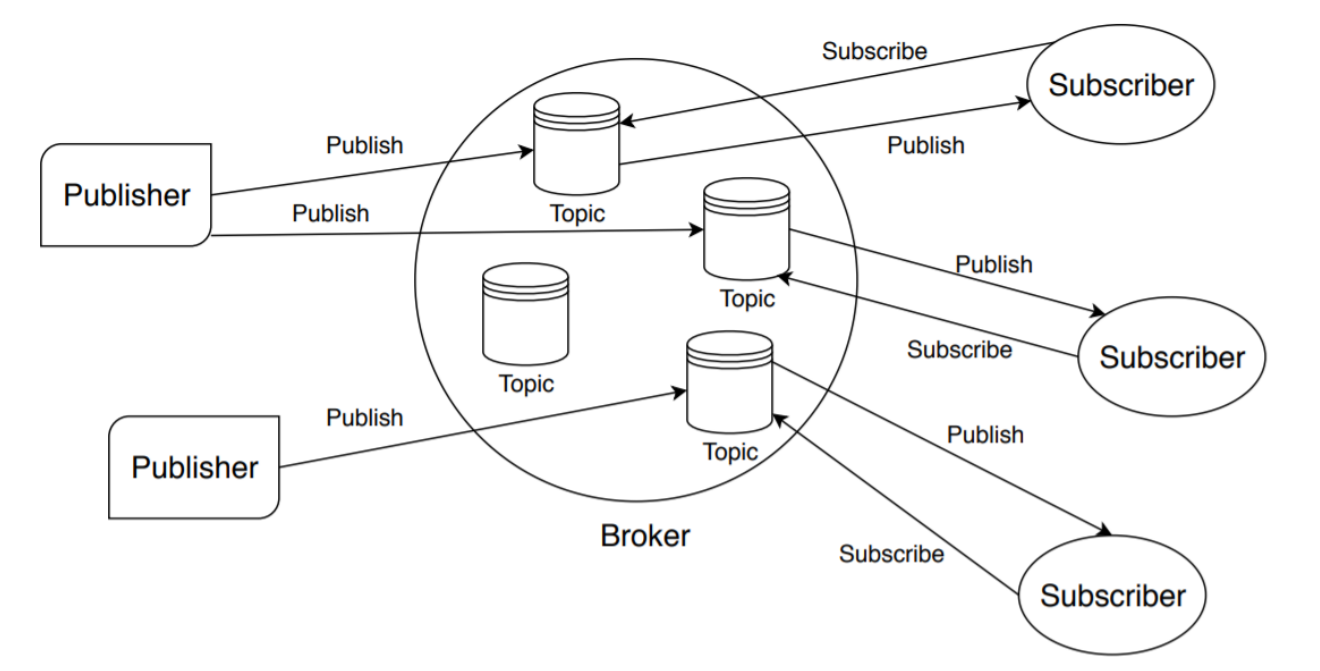 Subscribe
Subscriber
Publish
Publish
Publisher
Publish
Topic
Publish
Topic
Subscribe
Subscriber
Topic
Publish
Publish
Topic
Publisher
Broker
Subscribe
Subscriber